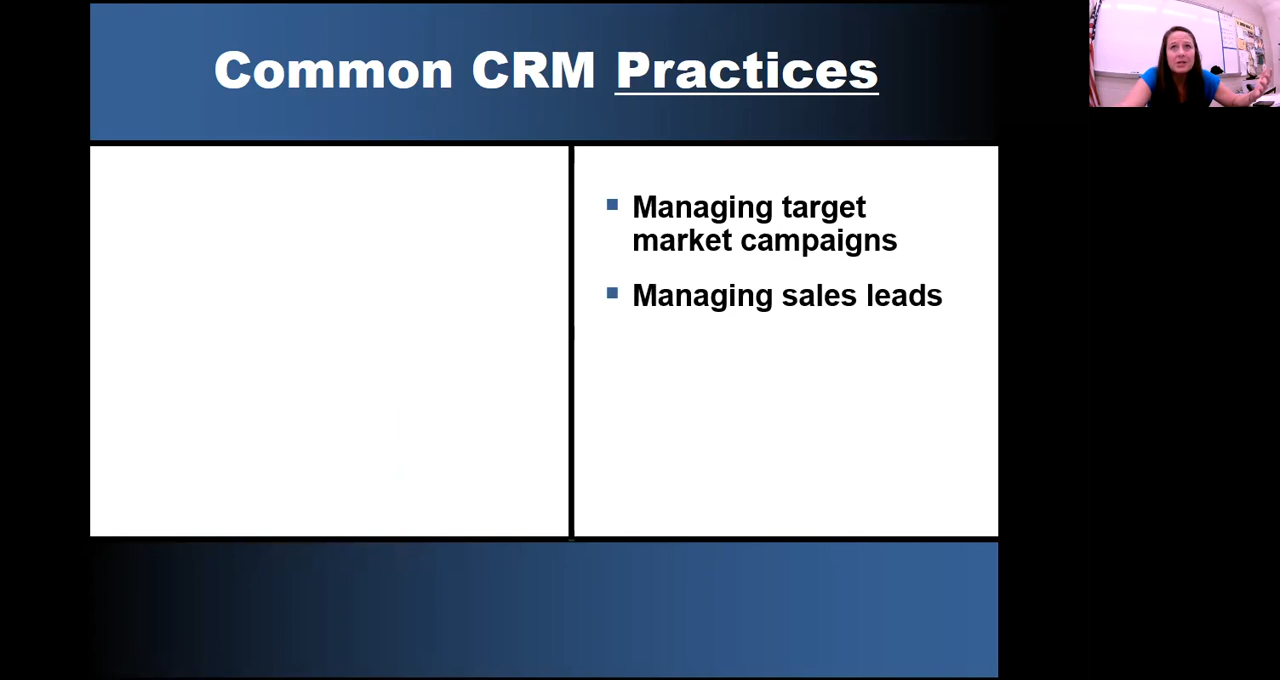 Common CRM Practices
Managing target
market campaigns
Managing sales leads